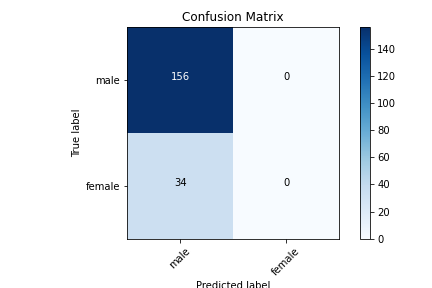 Confusion Matrix
male
156
0
140
120
100
80
60
40
20
0
True label
female
34
0
male
female
Predicted label